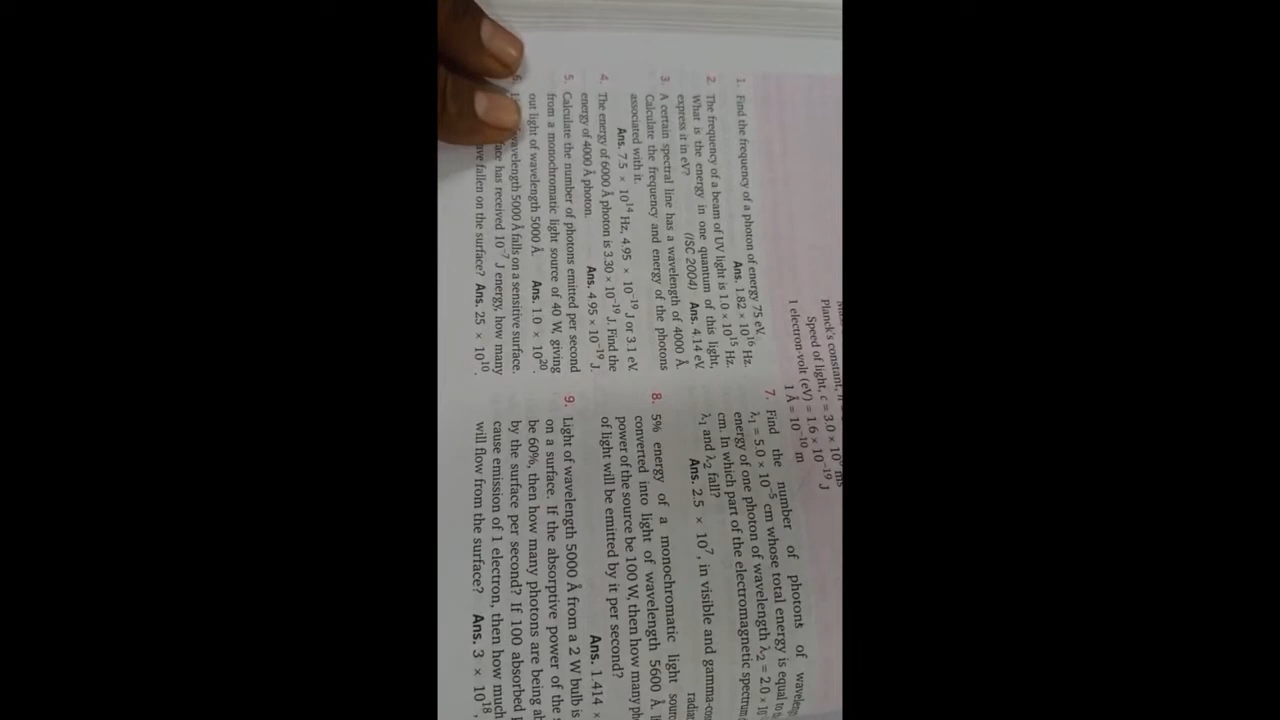 Planck's constant,
Speed of light, c = 3.0 × 10⁸ ms
1 electron-volt (eV) = 1.6 × 10⁻¹⁹ J
1 Å = 10⁻¹⁰ m
1. Find the frequency of a photon of energy 75 eV.
Ans. 1.82 × 10¹⁶ Hz.
2. The frequency of a beam of UV light is 1.0 × 10¹⁵ Hz.
What is the energy in one quantum of this light,
express it in eV? (ISC 2004) Ans. 4.14 eV.
3. A certain spectral line has a wavelength of 4000 Å.
Calculate the frequency and energy of the photons
associated with it.
Ans. 7.5 × 10¹⁴ Hz, 4.95 × 10⁻¹⁹ J or 3.1 eV.
4. The energy of 6000 Å photon is 3.30 × 10⁻¹⁹ J. Find the
energy of 4000 Å photon. Ans. 4.95 × 10⁻¹⁹ J.
5. Calculate the number of photons emitted per second
from a monochromatic light source of 40 W, giving
out light of wavelength 5000 Å. Ans. 1.0 × 10²⁰.
6. wavelength 5000 Å falls on a sensitive surface.
has received 10⁻⁷ J energy, how many
fallen on the surface? Ans. 25 × 10¹⁰.
7. Find the number of photons of
λ₁ = 5.0 × 10⁻⁵ cm whose total energy is equal to
energy of one photon of wavelength λ₂ = 2.0 ×
cm. In which part of the electromagnetic spectrum
λ₁ and λ₂ fall?
Ans. 2.5 × 10⁷, in visible and
8. 5% energy of a monochromatic light
converted into light of wavelength 5600 Å.
power of the source be 100 W, then how many
of light will be emitted by it per second?
Ans. 1.414 ×
9. Light of wavelength 5000 Å from a 2 W bulb is
on a surface. If the absorptive power of the
be 60%, then how many photons are being
by the surface per second? If 100 absorbed
cause emission of 1 electron, then how much
will flow from the surface? Ans. 3 × 10¹⁸,